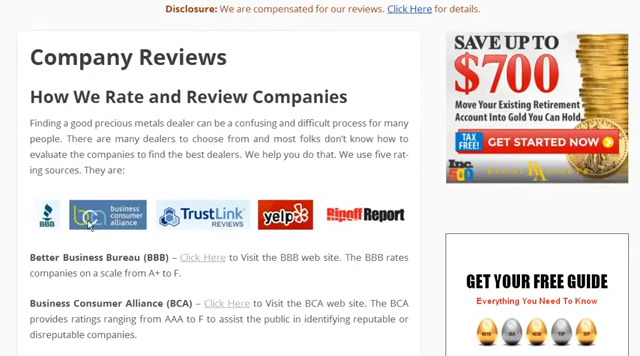 Disclosure: We are compensated for our reviews. Click Here for details.
Company Reviews
How We Rate and Review Companies
Finding a good precious metals dealer can be a confusing and difficult process for many
people. There are many dealers to choose from and most folks don't know how to
evaluate the companies to find the best dealers. We help you do that. We use five rat-
ing sources. They are:
BBB
bca business
consumer
alliance
TrustLink
REVIEWS
yelp
Ripoff Report
Better Business Bureau (BBB) – Click Here to Visit the BBB web site. The BBB rates
companies on a scale from A+ to F.
Business Consumer Alliance (BCA) – Click Here to Visit the BCA web site. The BCA
provides ratings ranging from AAA to F to assist the public in identifying reputable or
disreputable companies.
SAVE UP TO
$700
Move Your Existing Retirement
Account Into Gold You Can Hold.
TAX
FREE!
GET STARTED NOW
Inc.
500
GET YOUR FREE GUIDE
Everything You Need To Know
401K
IRA
403B
TSP
SEP